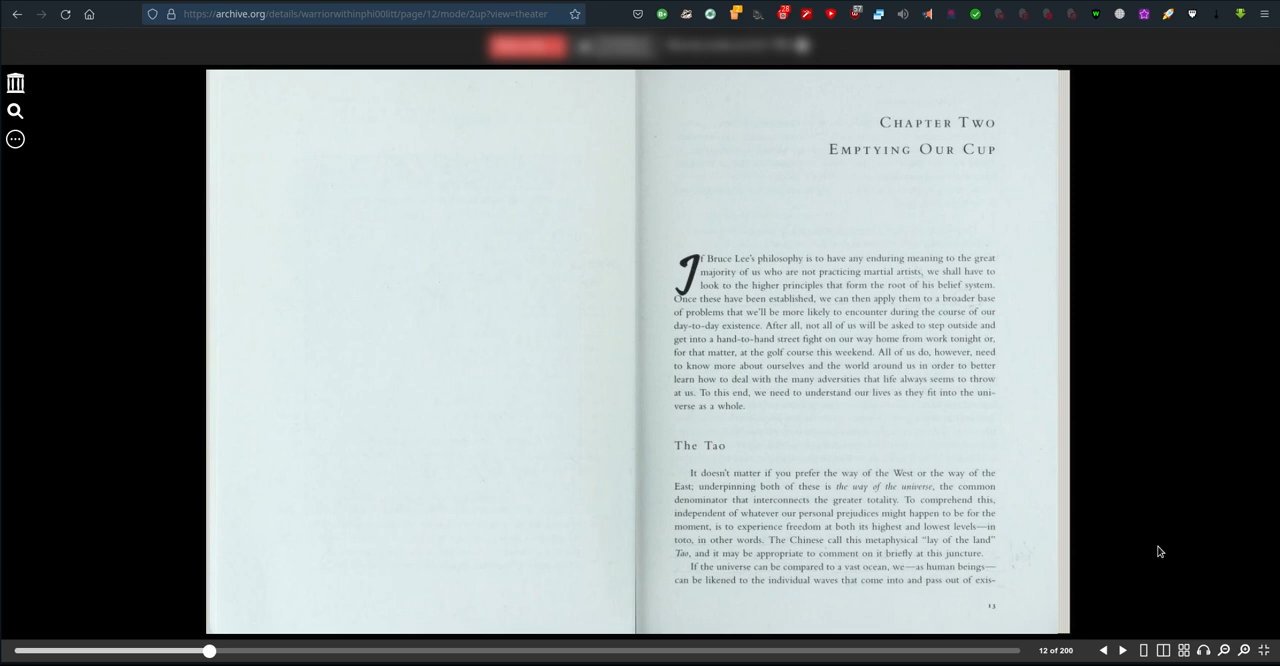 https://archive.org/details/warriorwithinphi00litt/page/12/mode/2up?view=theater
28
57
CHAPTER TWO
EMPTYING OUR CUP
If Bruce Lee's philosophy is to have any enduring meaning to the great
majority of us who are not practicing martial artists, we shall have to
look to the higher principles that form the root of his belief system.
Once these have been established, we can then apply them to a broader base
of problems that we'll be more likely to encounter during the course of our
day-to-day existence. After all, not all of us will be asked to step outside and
get into a hand-to-hand street fight on our way home from work tonight or,
for that matter, at the golf course this weekend. All of us do, however, need
to know more about ourselves and the world around us in order to better
learn how to deal with the many adversities that life always seems to throw
at us. To this end, we need to understand our lives as they fit into the uni-
verse as a whole.
The Tao
It doesn't matter if you prefer the way of the West or the way of the
East; underpinning both of these is the way of the universe, the common
denominator that interconnects the greater totality. To comprehend this,
independent of whatever our personal prejudices might happen to be for the
moment, is to experience freedom at both its highest and lowest levels—in
toto, in other words. The Chinese call this metaphysical "lay of the land"
Tao, and it may be appropriate to comment on it briefly at this juncture.
If the universe can be compared to a vast ocean, we—as human beings—
can be likened to the individual waves that come into and pass out of exis-
13
12 of 200